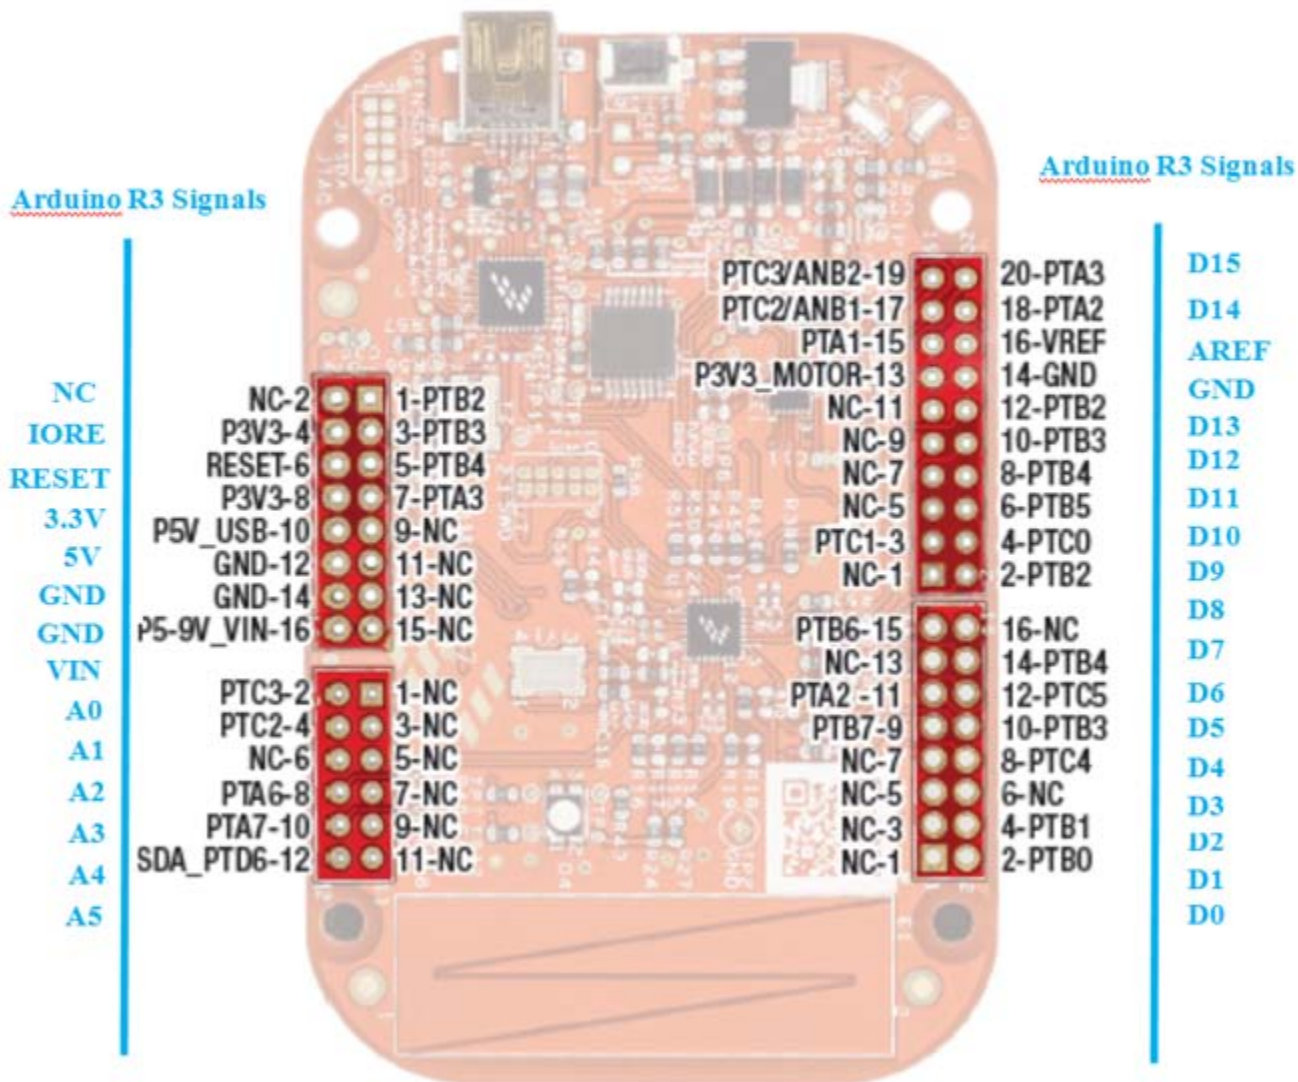 Arduino R3 Signals
NC
IORE
RESET
3.3V
5V
GND
GND
VIN
A0
A1
A2
A3
A4
A5
NC-2 1-PTB2
P3V3-4 3-PTB3
RESET-6 5-PTB4
P3V3-8 7-PTA3
P5V_USB-10 9-NC
GND-12 11-NC
GND-14 13-NC
P5-9V_VIN-16 15-NC
PTC3-2 1-NC
PTC2-4 3-NC
NC-6 5-NC
PTA6-8 7-NC
PTA7-10 9-NC
SDA_PTD6-12 11-NC
PTC3/ANB2-19 20-PTA3
PTC2/ANB1-17 18-PTA2
PTA1-15 16-VREF
P3V3_MOTOR-13 14-GND
NC-11 12-PTB2
NC-9 10-PTB3
NC-7 8-PTB4
NC-5 6-PTB5
PTC1-3 4-PTC0
NC-1 2-PTB2
PTB6-15 16-NC
NC-13 14-PTB4
PTA2 -11 12-PTC5
PTB7-9 10-PTB3
NC-7 8-PTC4
NC-5 6-NC
NC-3 4-PTB1
NC-1 2-PTB0
Arduino R3 Signals
D15
D14
AREF
GND
D13
D12
D11
D10
D9
D8
D7
D6
D5
D4
D3
D2
D1
D0